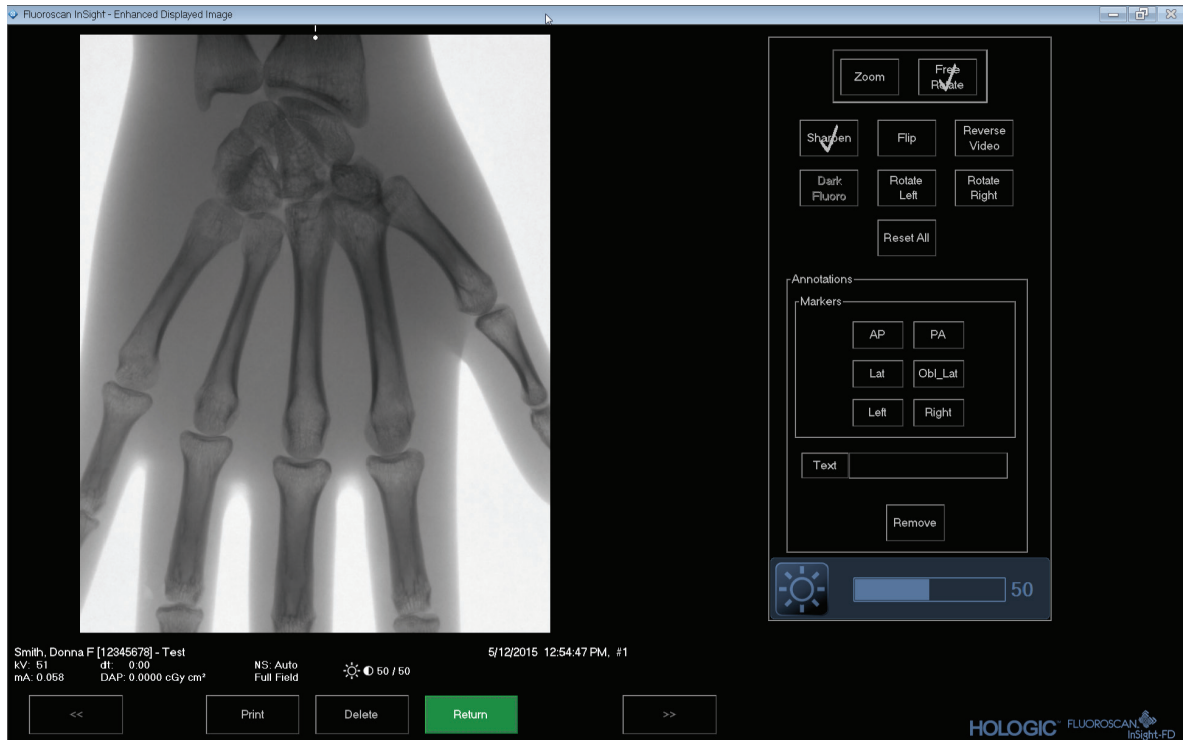 Fluoroscan InSight - Enhanced Displayed Image
Zoom
Free
Rotate
Sharpen
Flip
Reverse
Video
Dark
Fluoro
Rotate
Left
Rotate
Right
Reset All
Annotations
Markers
AP
PA
Lat
Obl_Lat
Left
Right
Text
Remove
50
Smith, Donna F [12345678] - Test
5/12/2015 12:54:47 PM, #1
kV: 51
dt: 0:00
NS: Auto
mA: 0.058
DAP: 0.0000 cGy cm²
Full Field
50 / 50
<<
Print
Delete
Return
>>
HOLOGIC™
FLUOROSCAN.
InSight-FD